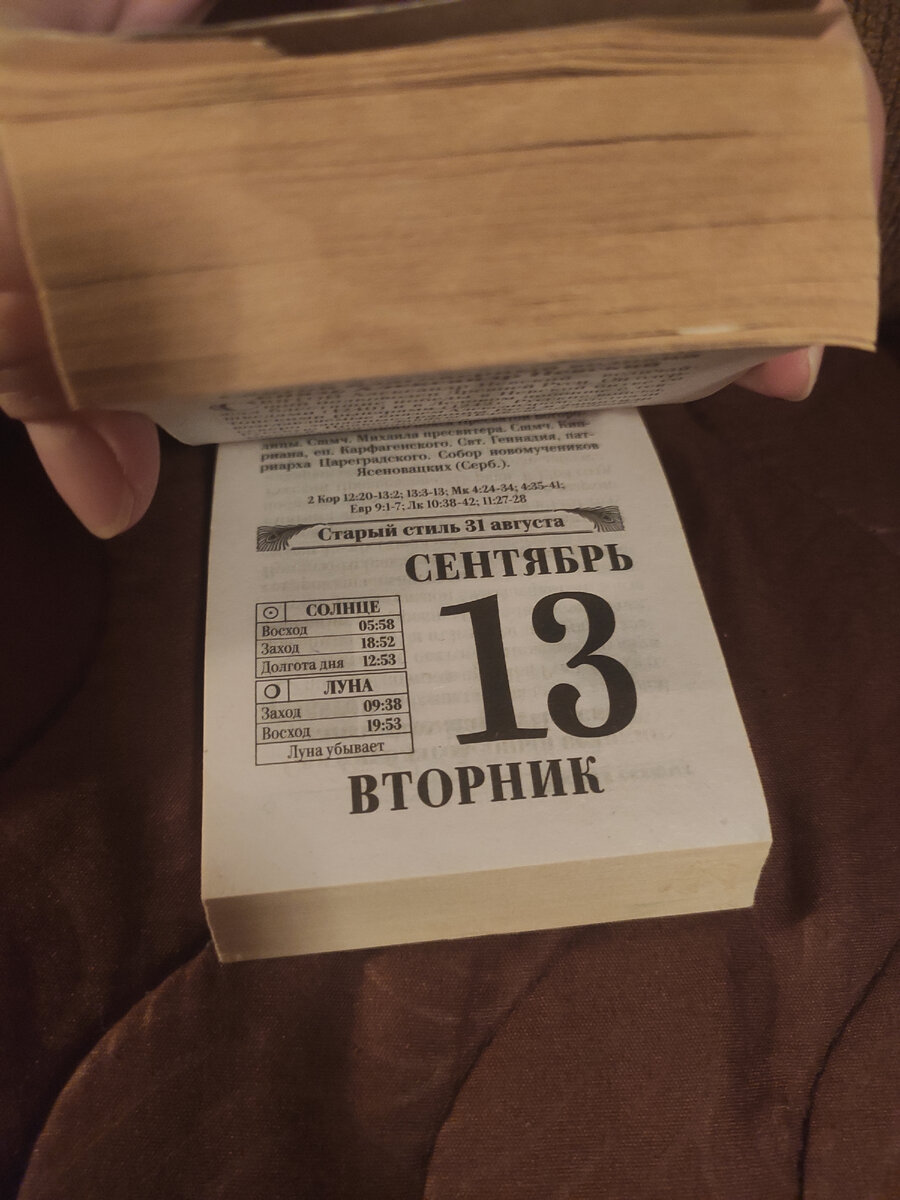 лицы. Сщмч. Михаила пресвитера. Сщмч. Кип-
риана, еп. Карфагенского. Свт. Геннадия, пат-
риарха Цареградского. Собор новомучеников
Ясеновацких (Серб.).
2 Кор 12:20-13:2; 13:3-13; Мк 4:24-34; 4:35-41;
Евр 9:1-7; Лк 10:38-42; 11:27-28
Старый стиль 31 августа
СЕНТЯБРЬ
13
СОЛНЦЕ
Восход 05:58
Заход 18:52
Долгота дня 12:53
ЛУНА
Заход 09:38
Восход 19:53
Луна убывает
ВТОРНИК